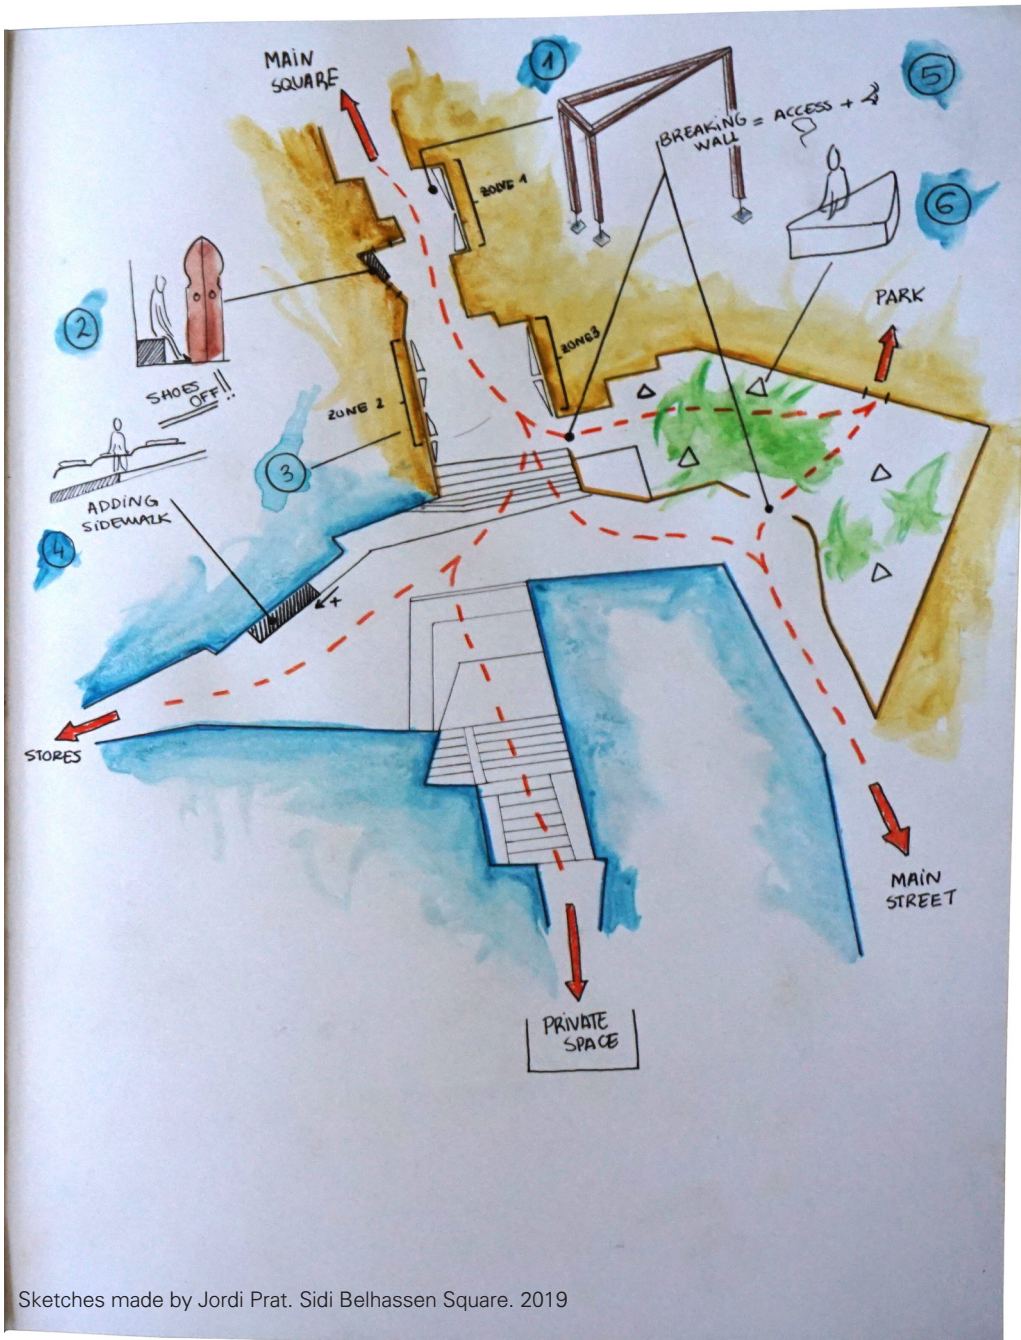 MAIN
SQUARE
1
5
BREAKING = ACCESS +
WALL
ZONE 1
6
PARK
2
ZONE 3
SHOES
OFF!!
ZONE 2
3
ADDING
SIDEWALK
4
+
STORES
MAIN
STREET
PRIVATE
SPACE
Sketches made by Jordi Prat. Sidi Belhassen Square. 2019